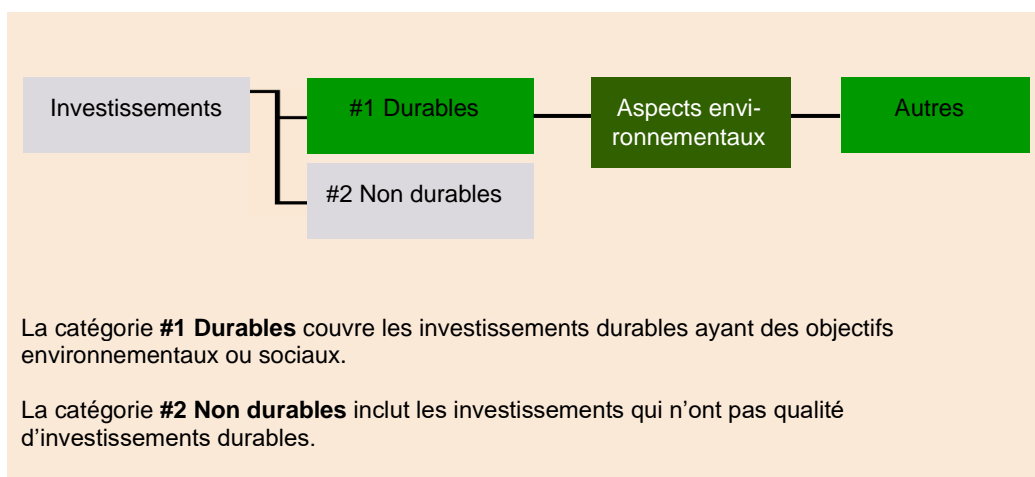 Investissements
#1 Durables
Aspects envi-
ronnementaux
Autres
#2 Non durables
La catégorie #1 Durables couvre les investissements durables ayant des objectifs
environnementaux ou sociaux.
La catégorie #2 Non durables inclut les investissements qui n’ont pas qualité
d’investissements durables.